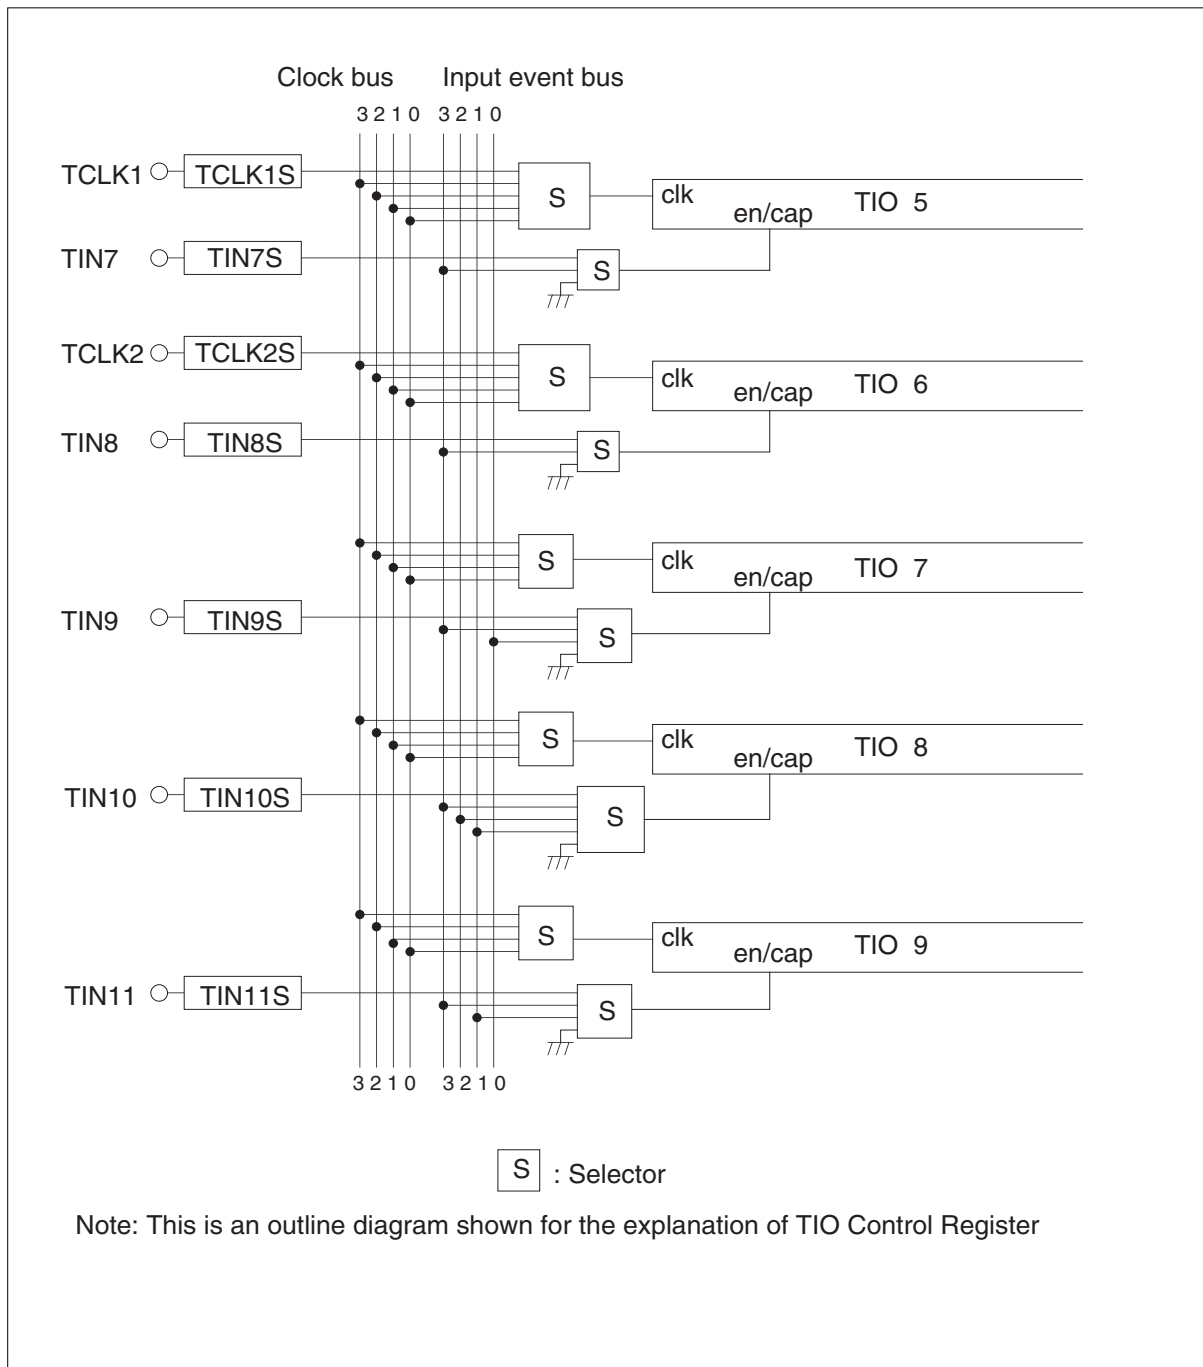 Clock bus Input event bus
3 2 1 0 3 2 1 0
TCLK1 TCLK1S S clk TIO 5
en/cap
TIN7 TIN7S S
TCLK2 TCLK2S S clk TIO 6
en/cap
TIN8 TIN8S S
S clk TIO 7
en/cap
TIN9 TIN9S S
S clk TIO 8
en/cap
TIN10 TIN10S S
S clk TIO 9
en/cap
TIN11 TIN11S S
3 2 1 0 3 2 1 0
S : Selector
Note: This is an outline diagram shown for the explanation of TIO Control Register